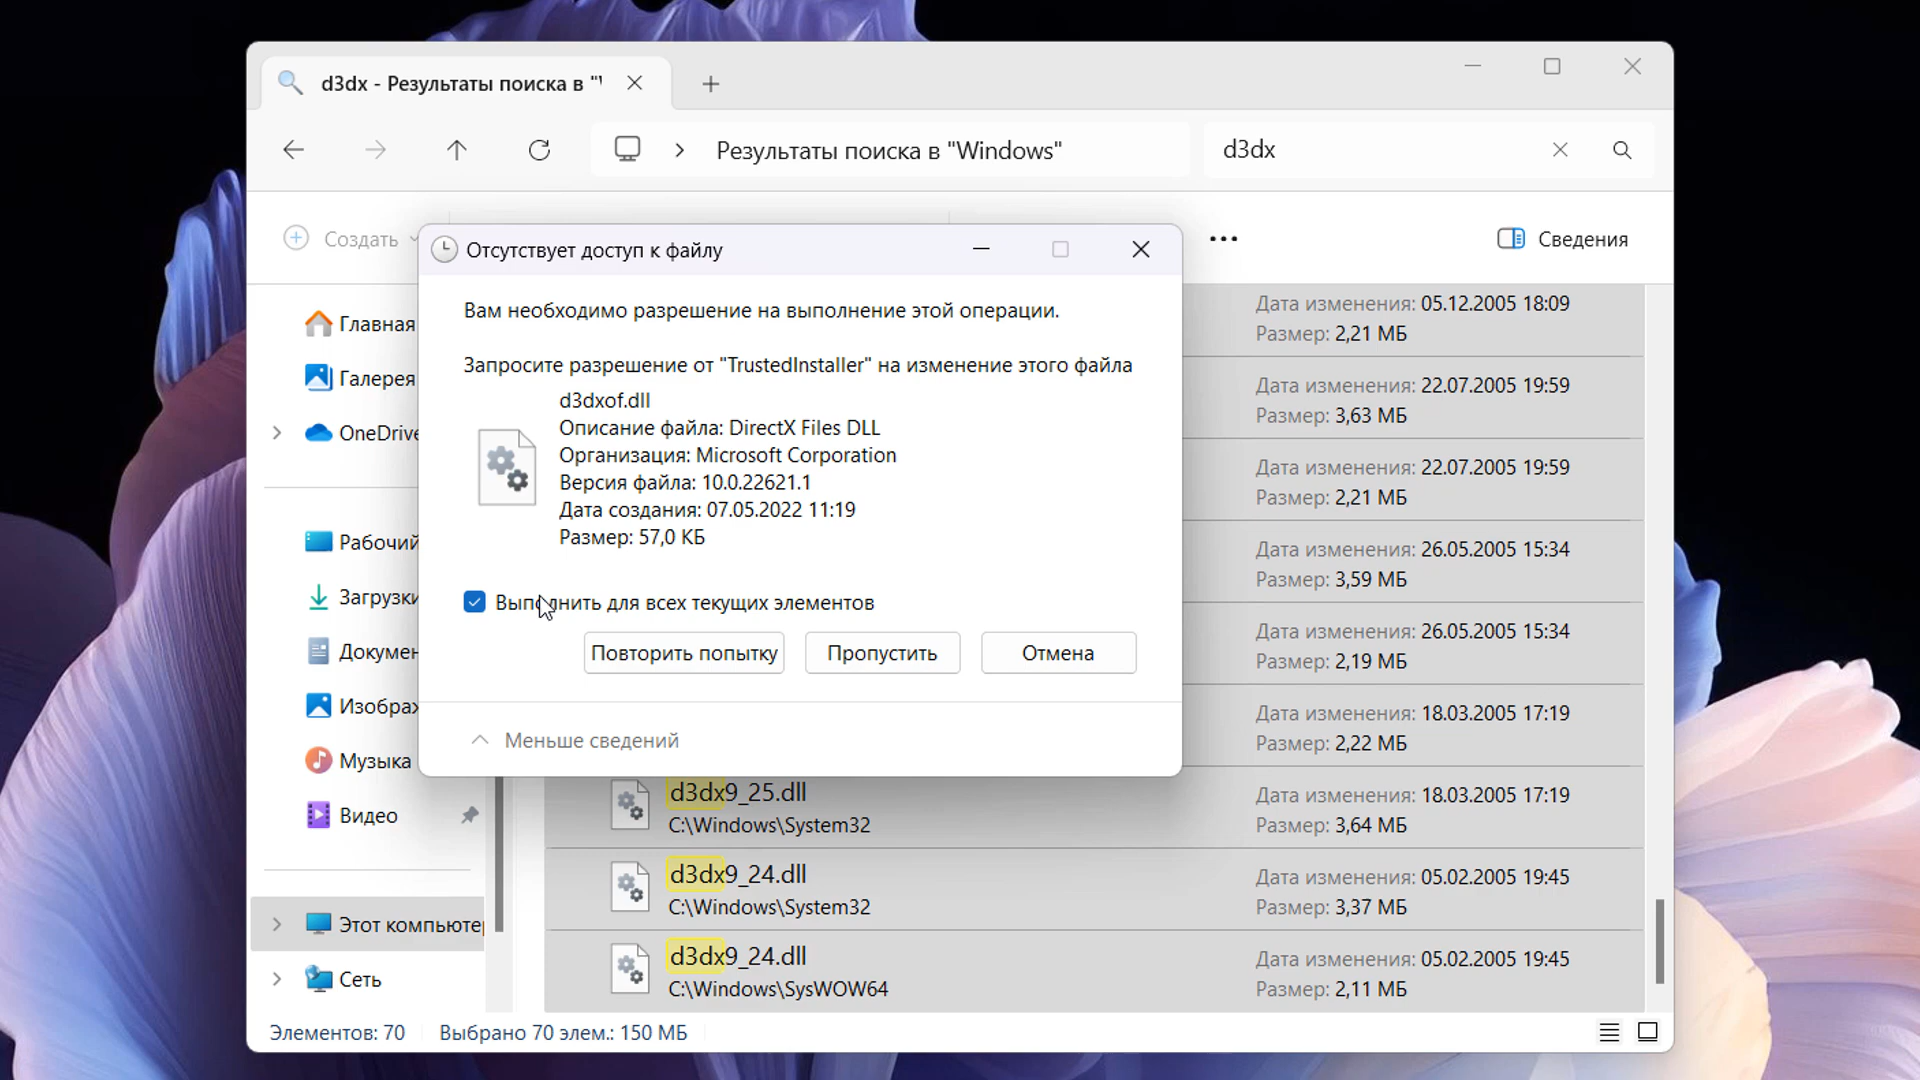 d3dx - Результаты поиска в "
Результаты поиска в "Windows"
d3dx
Создать
Сведения
Главная
Галерея
OneDrive
Рабочий
Загрузки
Докумен
Изображ
Музыка
Видео
Этот компьютер
Сеть
Отсутствует доступ к файлу
Вам необходимо разрешение на выполнение этой операции.
Запросите разрешение от "TrustedInstaller" на изменение этого файла
d3dxof.dll
Описание файла: DirectX Files DLL
Организация: Microsoft Corporation
Версия файла: 10.0.22621.1
Дата создания: 07.05.2022 11:19
Размер: 57,0 КБ
Выполнить для всех текущих элементов
Повторить попытку
Пропустить
Отмена
Меньше сведений
Дата изменения: 05.12.2005 18:09
Размер: 2,21 МБ
Дата изменения: 22.07.2005 19:59
Размер: 3,63 МБ
Дата изменения: 22.07.2005 19:59
Размер: 2,21 МБ
Дата изменения: 26.05.2005 15:34
Размер: 3,59 МБ
Дата изменения: 26.05.2005 15:34
Размер: 2,19 МБ
Дата изменения: 18.03.2005 17:19
Размер: 2,22 МБ
d3dx9_25.dll
C:\Windows\System32
Дата изменения: 18.03.2005 17:19
Размер: 3,64 МБ
d3dx9_24.dll
C:\Windows\System32
Дата изменения: 05.02.2005 19:45
Размер: 3,37 МБ
d3dx9_24.dll
C:\Windows\SysWOW64
Дата изменения: 05.02.2005 19:45
Размер: 2,11 МБ
Элементов: 70
Выбрано 70 элем.: 150 МБ